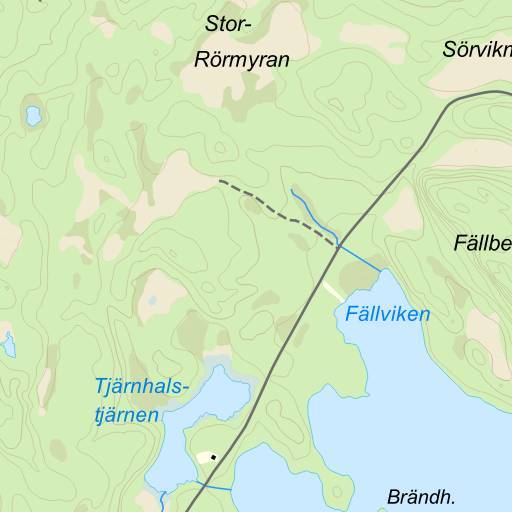 Stor-
Rörmyran
Sörvikm
Fällbe
Fällviken
Tjärnhals-
tjärnen
Brändh.